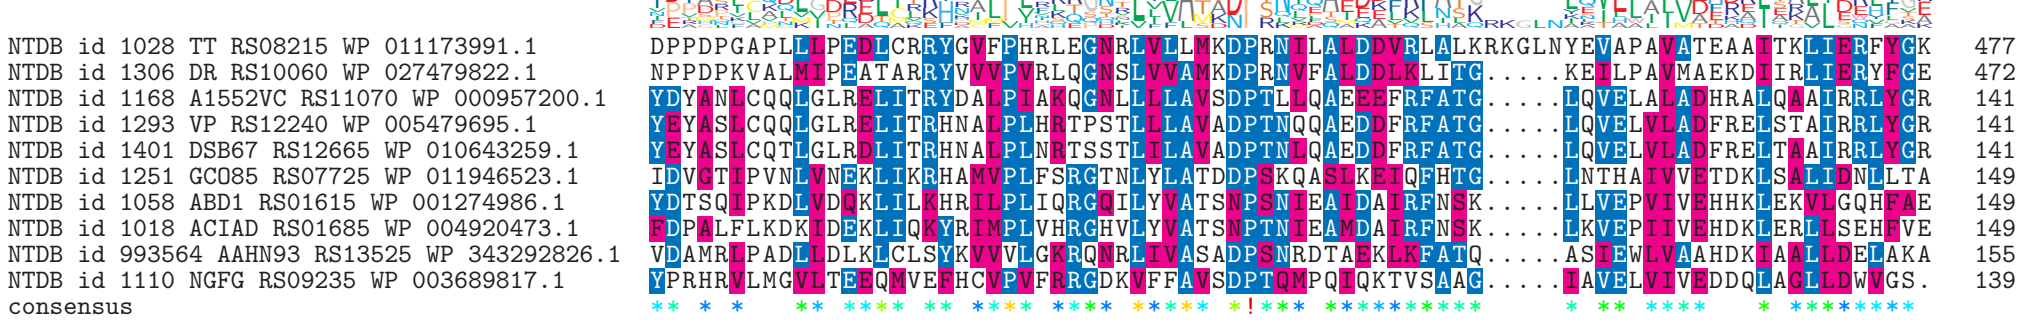 NTDB id 1028 TT RS08215 WP 011173991.1 DPPDPGAPLLLPEDLCRRYGVFPHRLEGNRLVLLMKDPRNILALDDVRLALKRKGLNYEVAPAVATEAAITKLIERFYGK 477
NTDB id 1306 DR RS10060 WP 027479822.1 NPPDPKVALMIPEATARRYVVVPVRLQGNSLVVAMKDPRNVFALDDLKLITG.....KEILPAVMAEKDIIRLIERYFGE 472
NTDB id 1168 A1552VC RS11070 WP 000957200.1 YDYANLCQQLGLRELITRYDALPIAKQGNLLLLAVSDPTLLQAEEEFRFATG.....LQVELALADHRALQAAIRRLYGR 141
NTDB id 1293 VP RS12240 WP 005479695.1 YEYASLCQQLGLRELITRHNALPLHRTPSTLLLAVADPTNQQAEDDFRFATG.....LQVELVLADFRELSTAIRRLYGR 141
NTDB id 1401 DSB67 RS12665 WP 010643259.1 YEYASLCQTLGLRDLITRHNALPLNRTSSTLILAVADPTNLQAEDDFRFATG.....LQVELVLADFRELTAAIRRLYGR 141
NTDB id 1251 GCO85 RS07725 WP 011946523.1 IDVGTIPVNLVNEKLIKRHAMVPLFSRGTNLYLATDDPSKQASLKEIQFHTG.....LNTHAIVVETDKLSALIDNLLTA 149
NTDB id 1058 ABD1 RS01615 WP 001274986.1 YDTSQIPKDLVDQKLILKHRILPLIQRGQILYVATSNPSNIEAIDAIRFNSK.....LLVEPVIVEHHKLEKVLGQHFAE 149
NTDB id 1018 ACIAD RS01685 WP 004920473.1 FDPALFLKDKIDEKLIQKYRIMPLVHRGHVLYVATSNPTNIEAMDAIRFNSK.....LKVEPIIVEHDKLERLLSEHFVE 149
NTDB id 993564 AAHN93 RS13525 WP 343292826.1 VDAMRLPADLLDLKLCLSYKVVVLGKRQNRLIVASADPSNRDTAEKLKFATQ.....ASIEWLVAAHDKIAALLDELAKA 155
NTDB id 1110 NGFG RS09235 WP 003689817.1 YPRHRVLMGVLTEEQMVEFHCVPVFRRGDKVFFAVSDPTQMPQIQKTVSAAG.....IAVELVIVEDDQLAGLLDWVGS. 139
consensus ** * * ** *** ** ******** ******* *!*** ********* * ** **** * ********